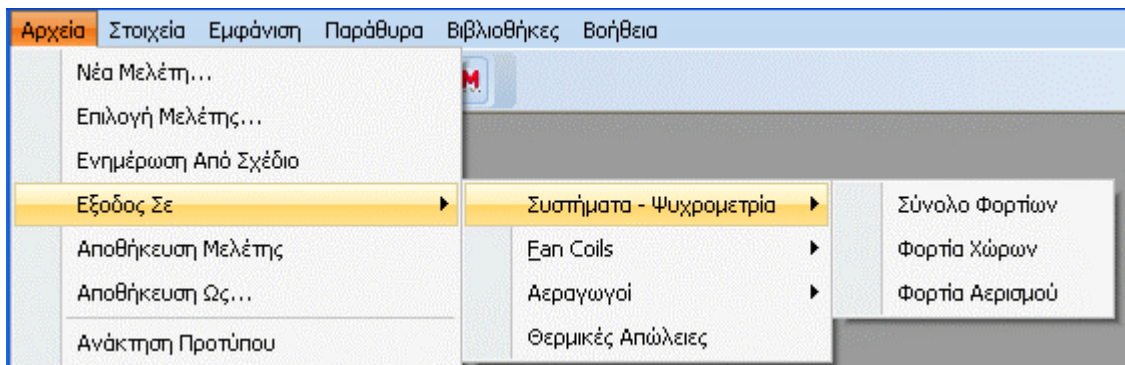 Αρχεία Στοιχεία Εμφάνιση Παράθυρα Βιβλιοθήκες Βοήθεια
Νέα Μελέτη...
M
Επιλογή Μελέτης...
Ενημέρωση Από Σχέδιο
Εξοδος Σε
Συστήματα - Ψυχρομετρία
Σύνολο Φορτίων
Αποθήκευση Μελέτης
Fan Coils
Φορτία Χώρων
Αποθήκευση Ως...
Αεραγωγοί
Φορτία Αερισμού
Ανάκτηση Προτύπου
Θερμικές Απώλειες